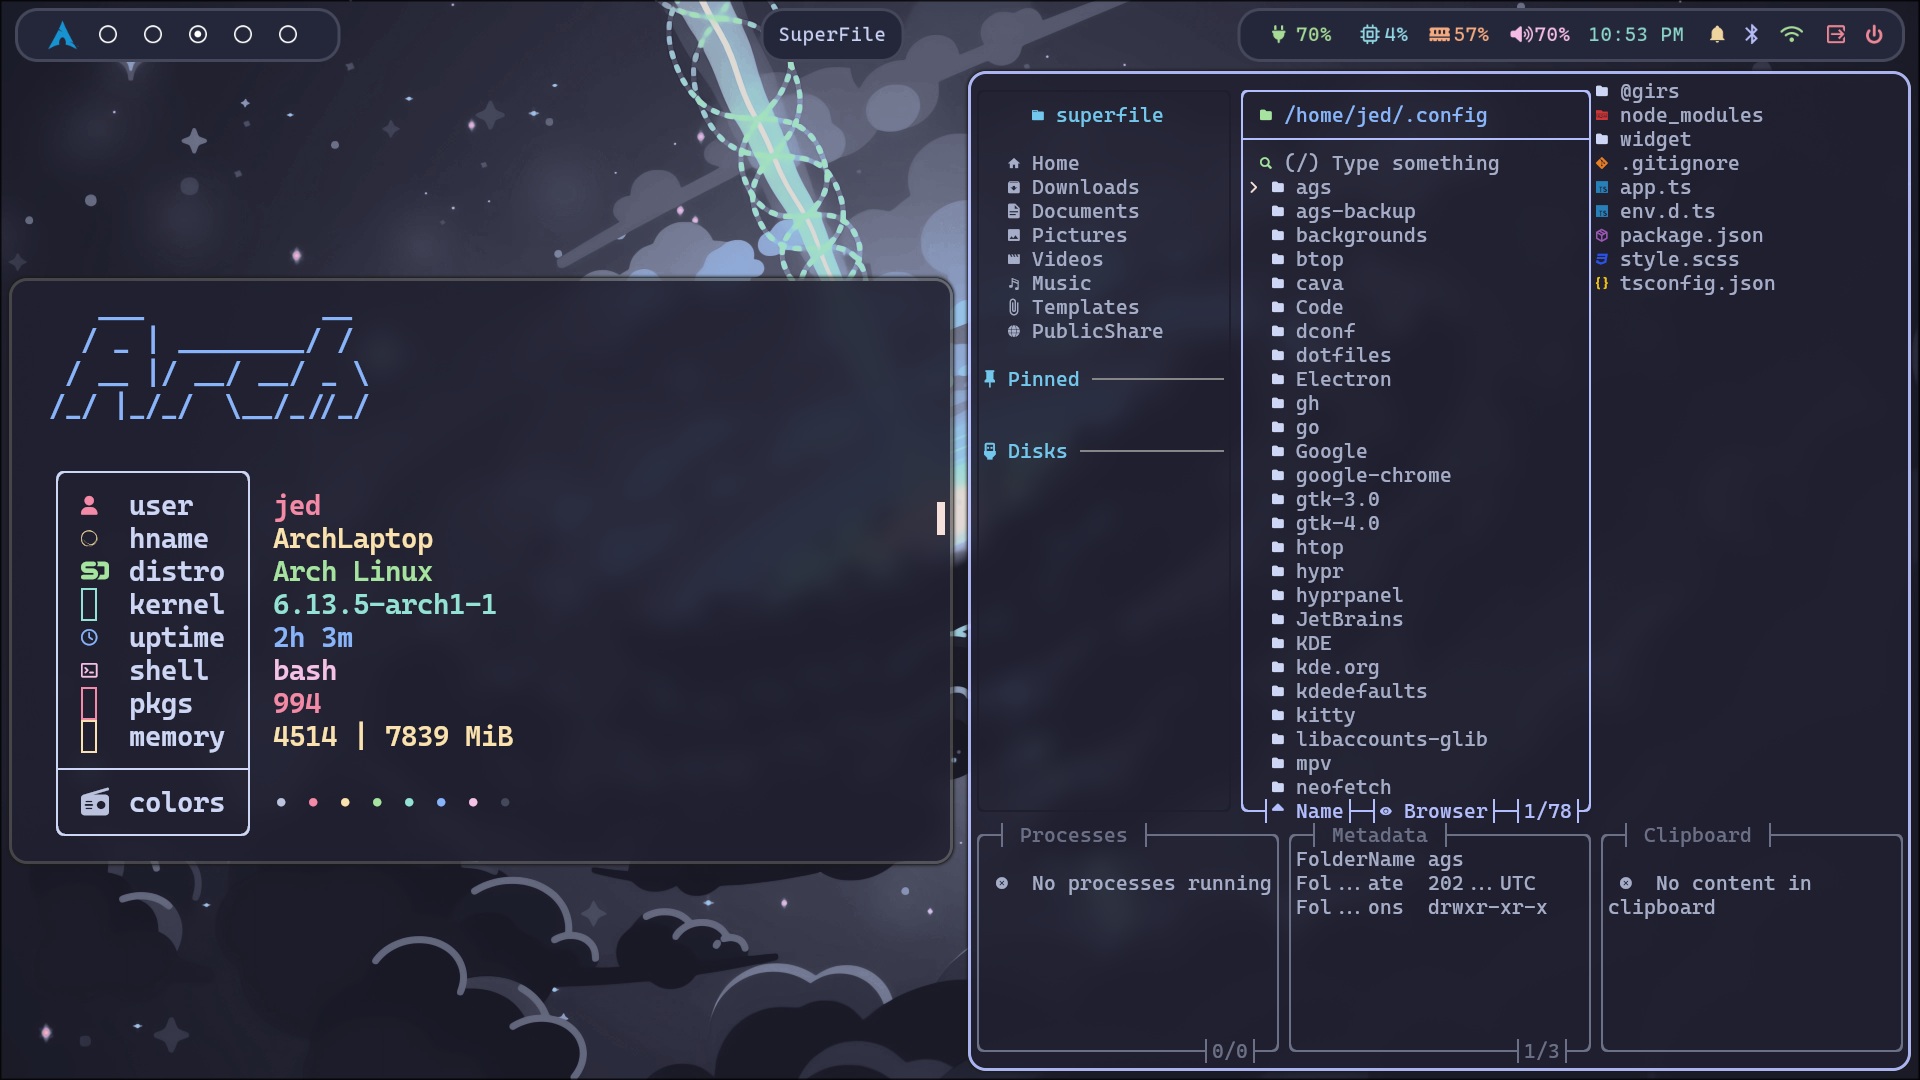 SuperFile
70%
4%
57%
70%
10:53 PM
user jed
hname ArchLaptop
distro Arch Linux
kernel 6.13.5-arch1-1
uptime 2h 3m
shell bash
pkgs 994
memory 4514 | 7839 MiB
colors
superfile
Home
Downloads
Documents
Pictures
Videos
Music
Templates
PublicShare
Pinned
Disks
/home/jed/.config
(/) Type something
> ags
ags-backup
backgrounds
btop
cava
Code
dconf
dotfiles
Electron
gh
go
Google
google-chrome
gtk-3.0
gtk-4.0
htop
hypr
hyprpanel
JetBrains
KDE
kde.org
kdedefaults
kitty
libaccounts-glib
mpv
neofetch
Name
Browser
1/78
@girs
node_modules
widget
.gitignore
app.ts
env.d.ts
package.json
style.scss
tsconfig.json
Processes
No processes running
0/0
Metadata
FolderName ags
Fol...ate 202...UTC
Fol...ons drwxr-xr-x
1/3
Clipboard
No content in
clipboard